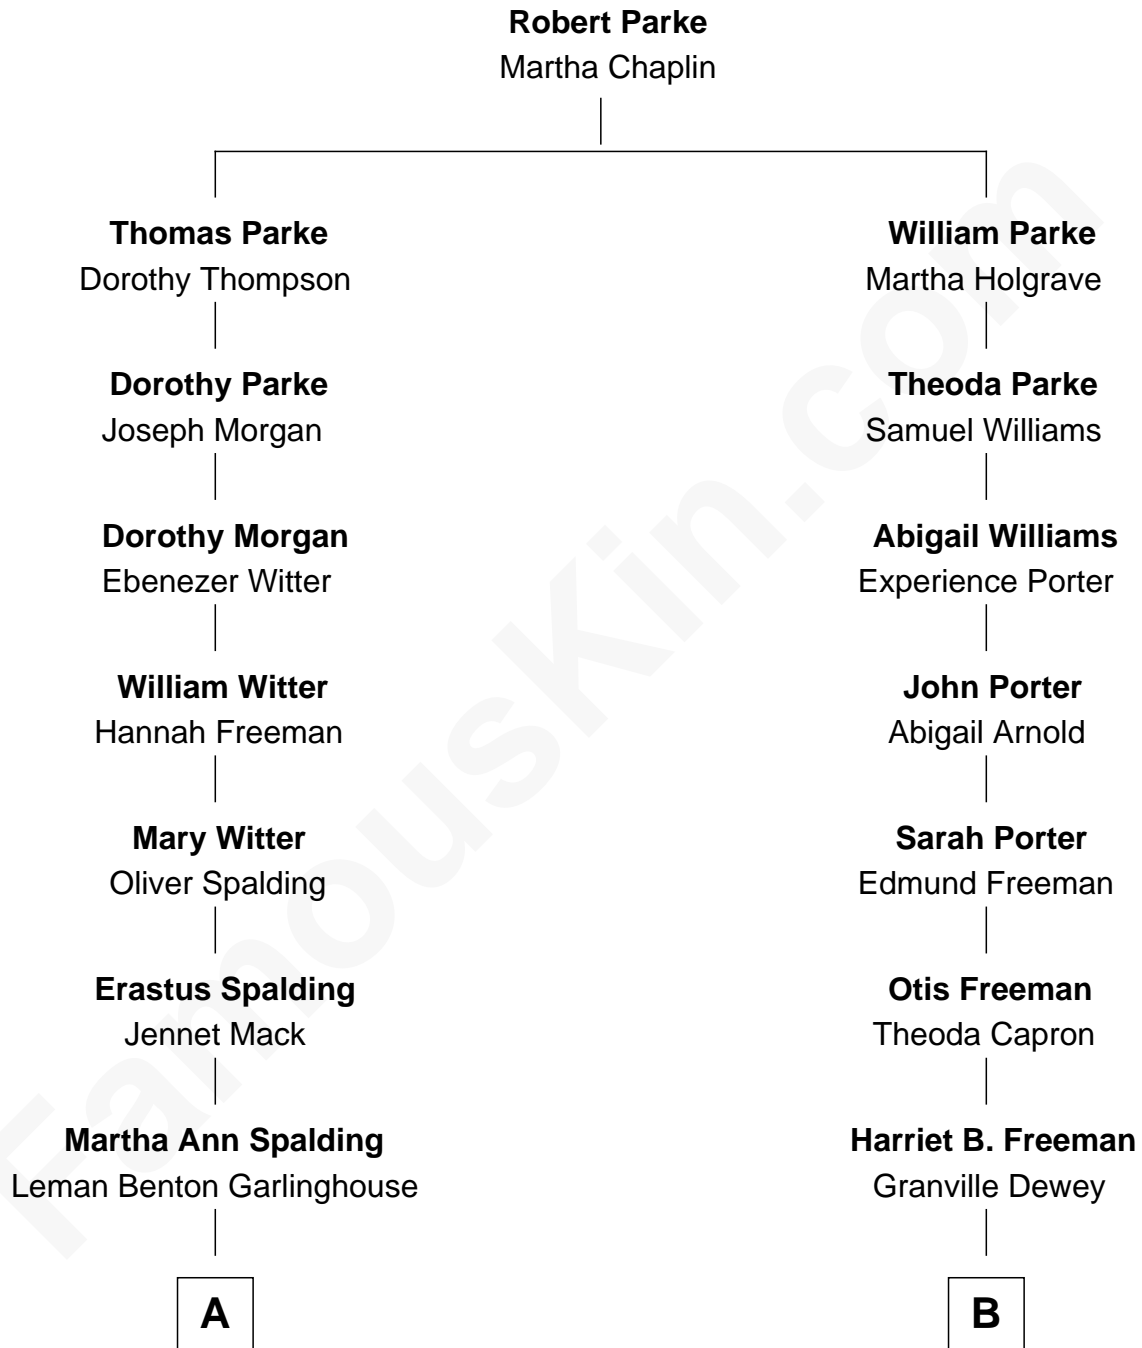 Robert Parke
Martha Chaplin
Thomas Parke
Dorothy Thompson
William Parke
Martha Holgrave
Dorothy Parke
Joseph Morgan
Theoda Parke
Samuel Williams
Dorothy Morgan
Ebenezer Witter
Abigail Williams
Experience Porter
William Witter
Hannah Freeman
John Porter
Abigail Arnold
Mary Witter
Oliver Spalding
Sarah Porter
Edmund Freeman
Erastus Spalding
Jennet Mack
Otis Freeman
Theoda Capron
Martha Ann Spalding
Leman Benton Garlinghouse
Harriet B. Freeman
Granville Dewey
A
B
FamousKin.com